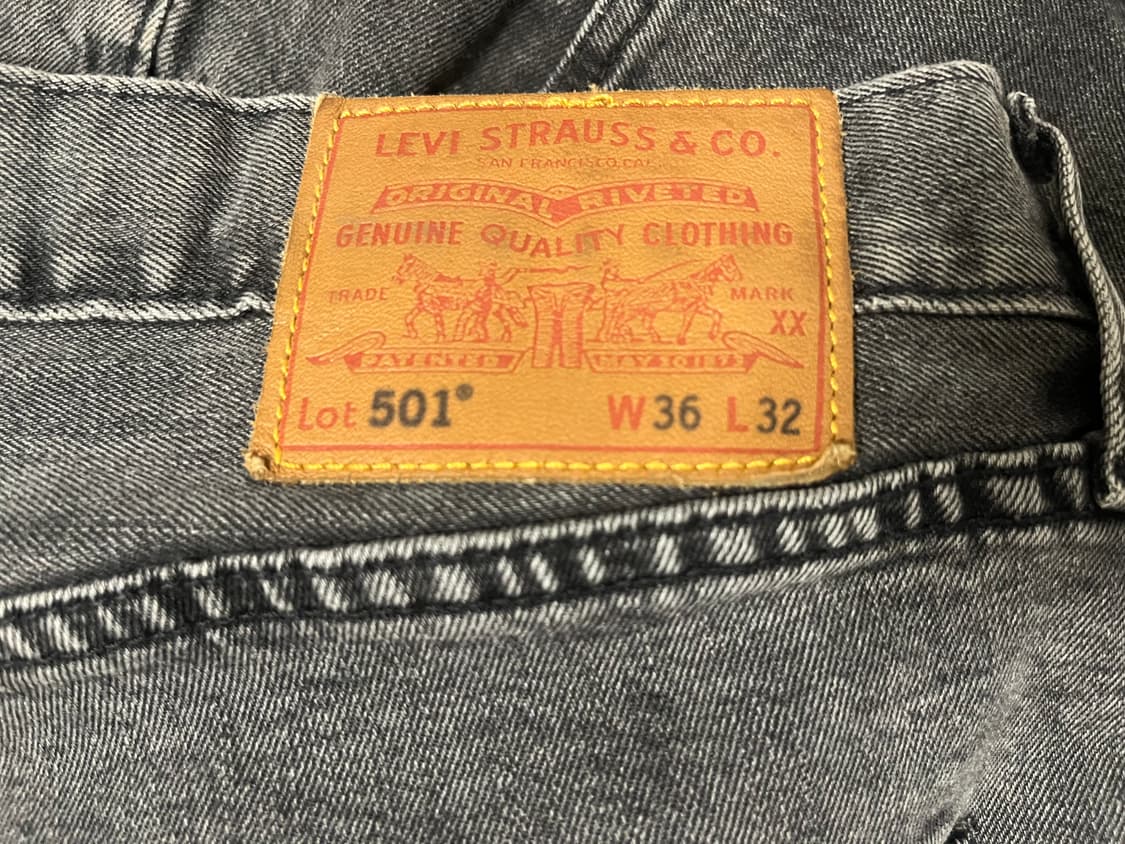 LEVI STRAUSS & CO.
SAN FRANCISCO, CAL.
ORIGINAL RIVETED
GENUINE QUALITY CLOTHING
TRADE MARK
XX
PATENTED MAY 20 1873
Lot 501® W36 L32